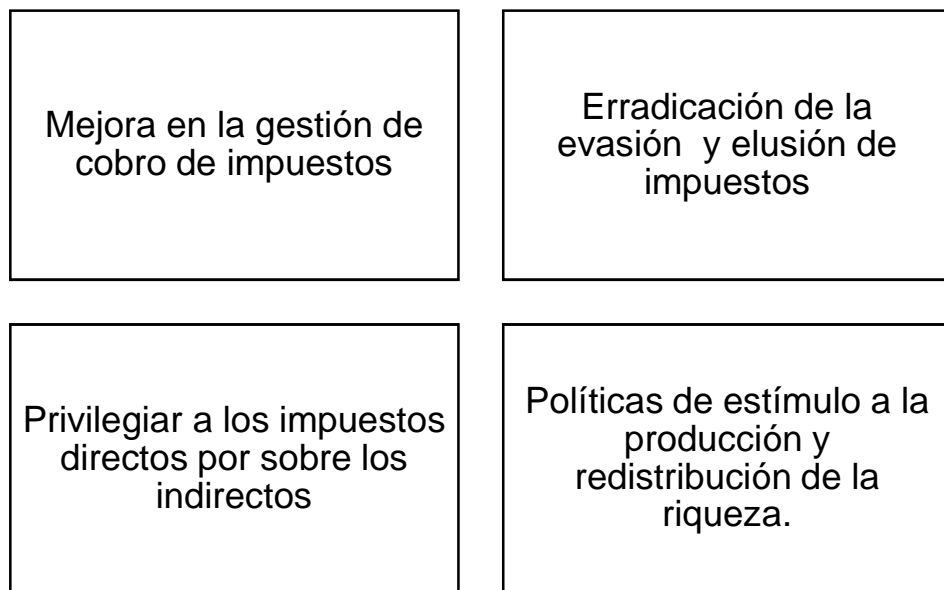 Mejora en la gestión de
cobro de impuestos
Erradicación de la
evasión y elusión de
impuestos
Privilegiar a los impuestos
directos por sobre los
indirectos
Políticas de estímulo a la
producción y
redistribución de la
riqueza.